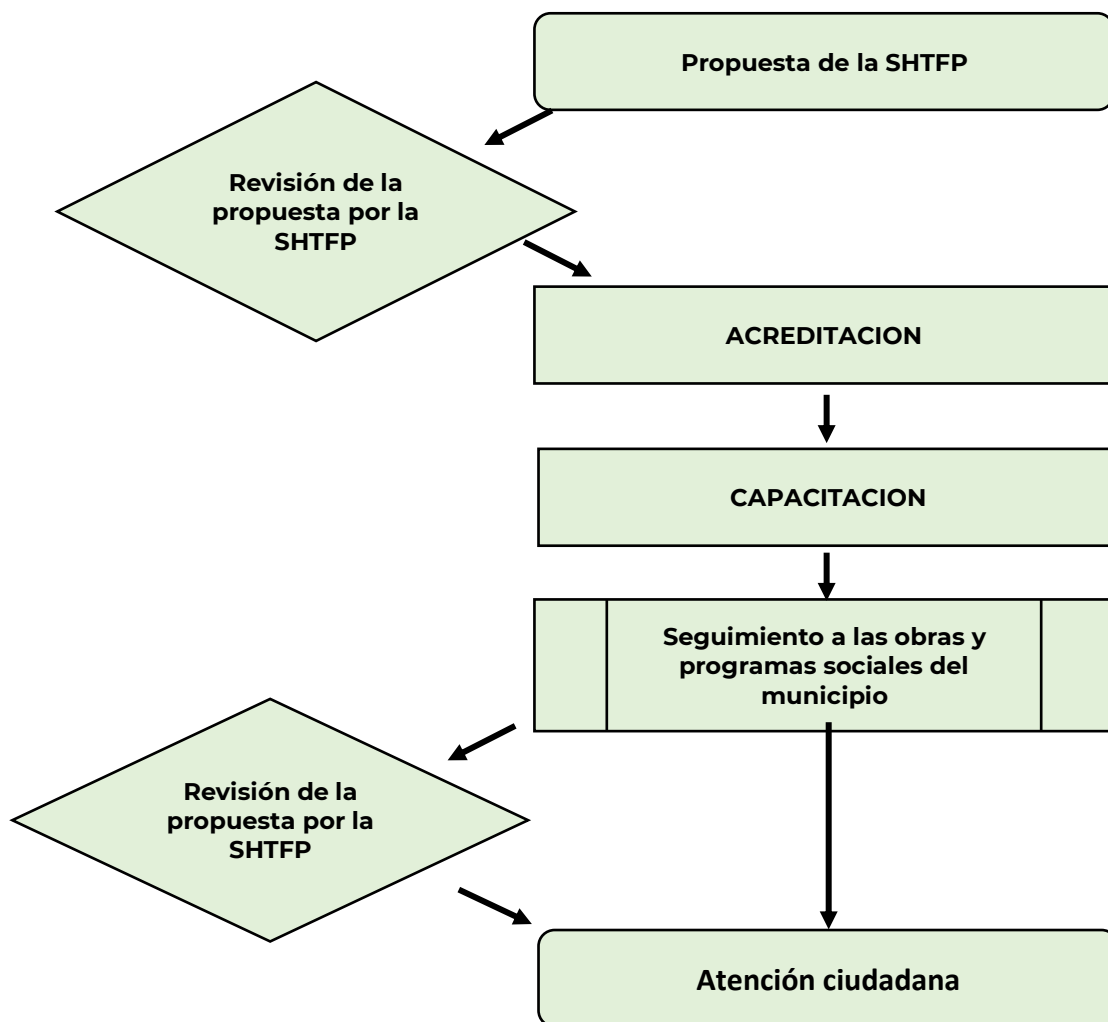 Propuesta de la SHTFP
Revisión de la
propuesta por la
SHTFP
ACREDITACION
CAPACITACION
Seguimiento a las obras y
programas sociales del
municipio
Revisión de la
propuesta por la
SHTFP
Atención ciudadana